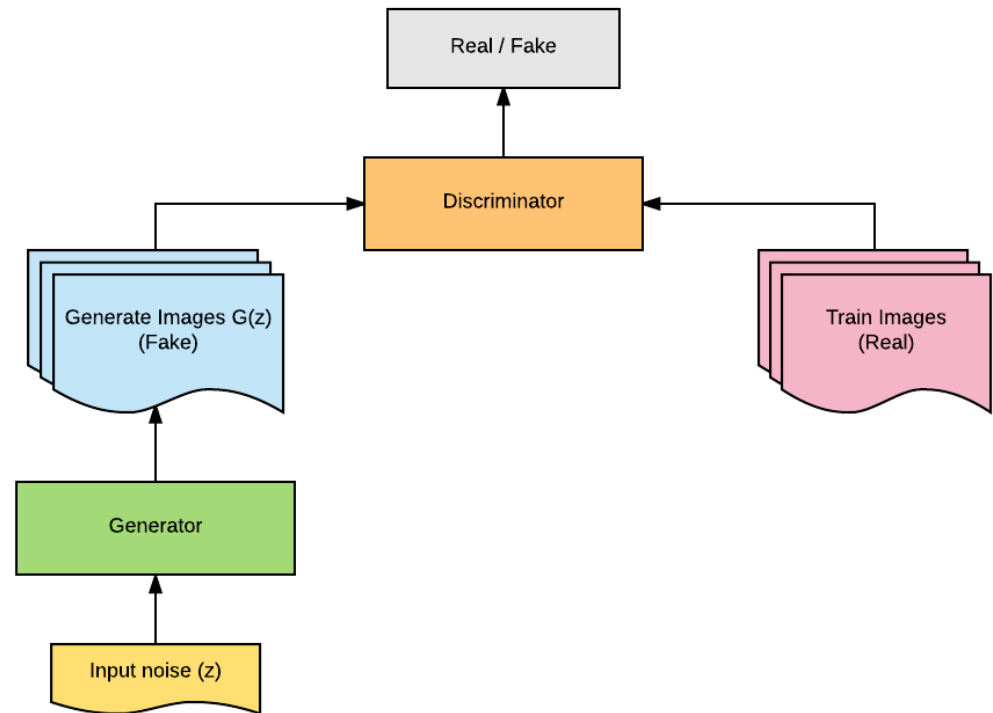 Real / Fake
Discriminator
Generate Images G(z)
(Fake)
Train Images
(Real)
Generator
Input noise (z)